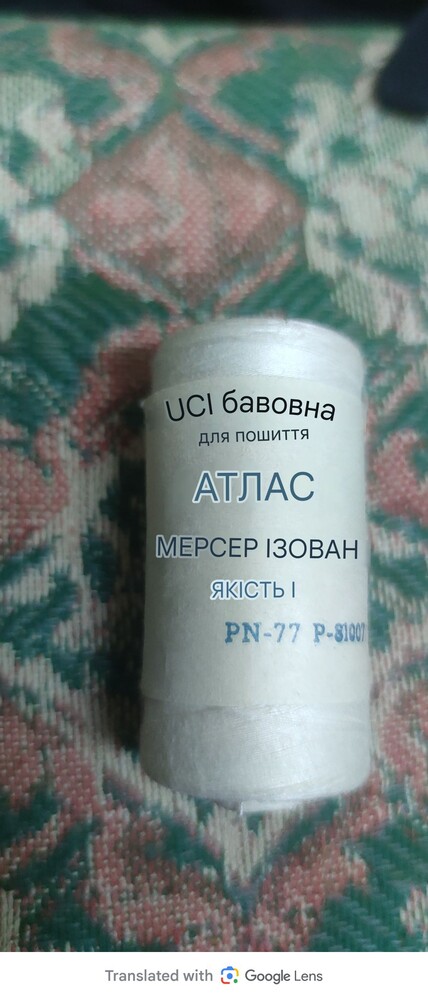 UCI бавовна
для пошиття
АТЛАС
МЕРСЕР ІЗОВАН
ЯКІСТЬ І
PN-77 P-81007
Translated with Google Lens